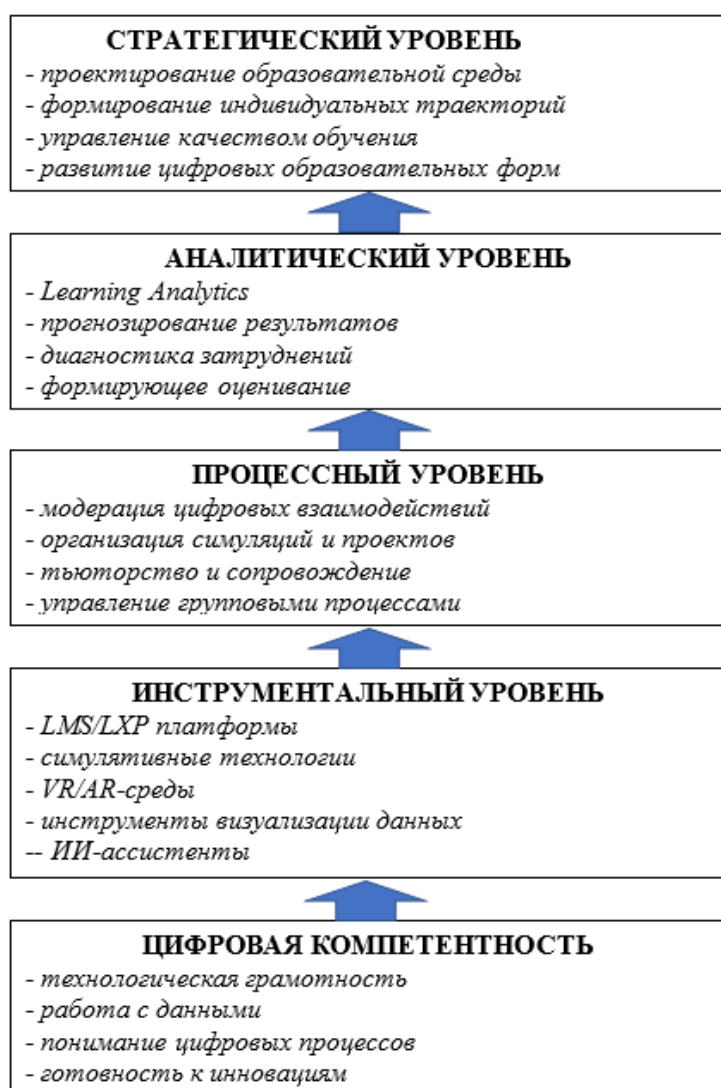 СТРАТЕГИЧЕСКИЙ УРОВЕНЬ
- проектирование образовательной среды
- формирование индивидуальных траекторий
- управление качеством обучения
- развитие цифровых образовательных форм
АНАЛИТИЧЕСКИЙ УРОВЕНЬ
- Learning Analytics
- прогнозирование результатов
- диагностика затруднений
- формирующее оценивание
ПРОЦЕССНЫЙ УРОВЕНЬ
- модерация цифровых взаимодействий
- организация симуляций и проектов
- тьюторство и сопровождение
- управление групповыми процессами
ИНСТРУМЕНТАЛЬНЫЙ УРОВЕНЬ
- LMS/LXP платформы
- симулятивные технологии
- VR/AR-среды
- инструменты визуализации данных
-- ИИ-ассистенты
ЦИФРОВАЯ КОМПЕТЕНТНОСТЬ
- технологическая грамотность
- работа с данными
- понимание цифровых процессов
- готовность к инновациям